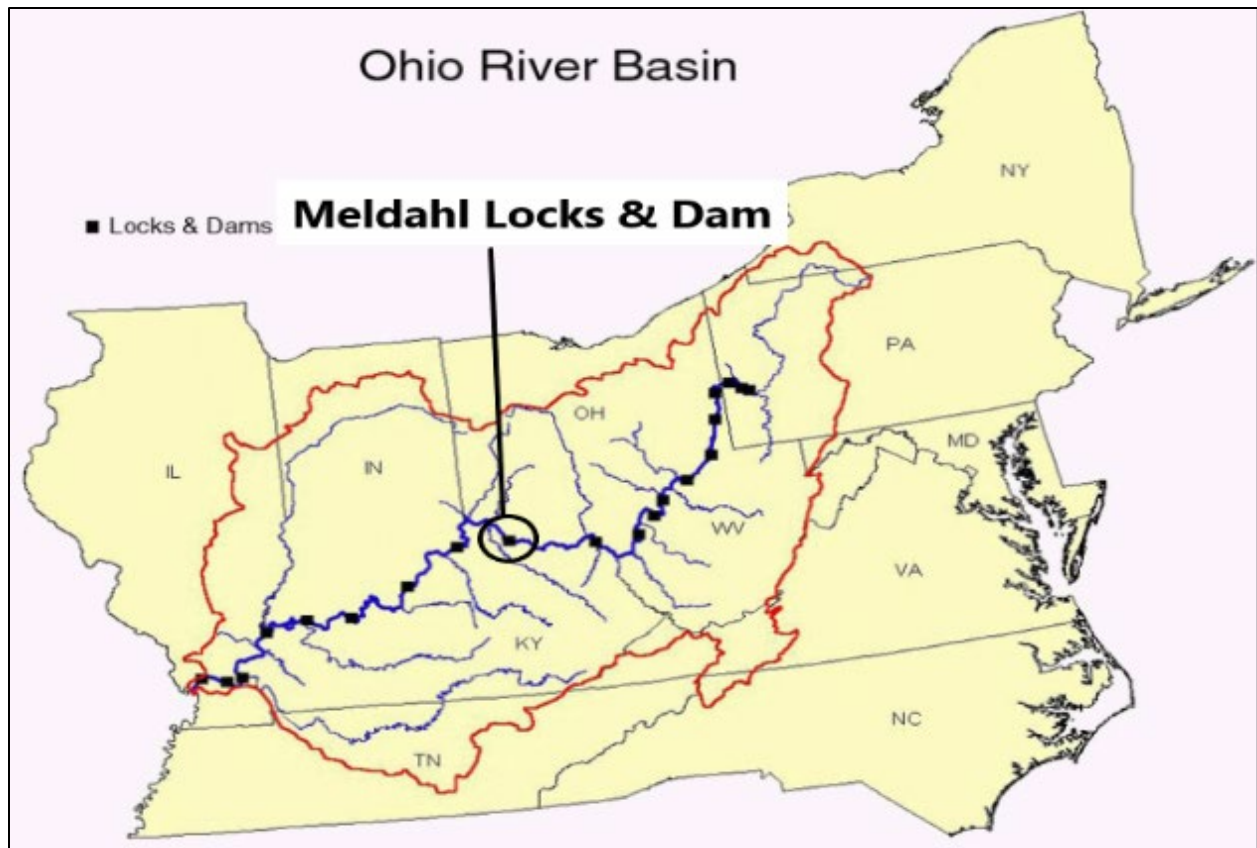 Ohio River Basin
NY
■ Locks & Dams
Meldahl Locks & Dam
PA
OH
MD
IL
IN
WV
VA
KY
NC
TN